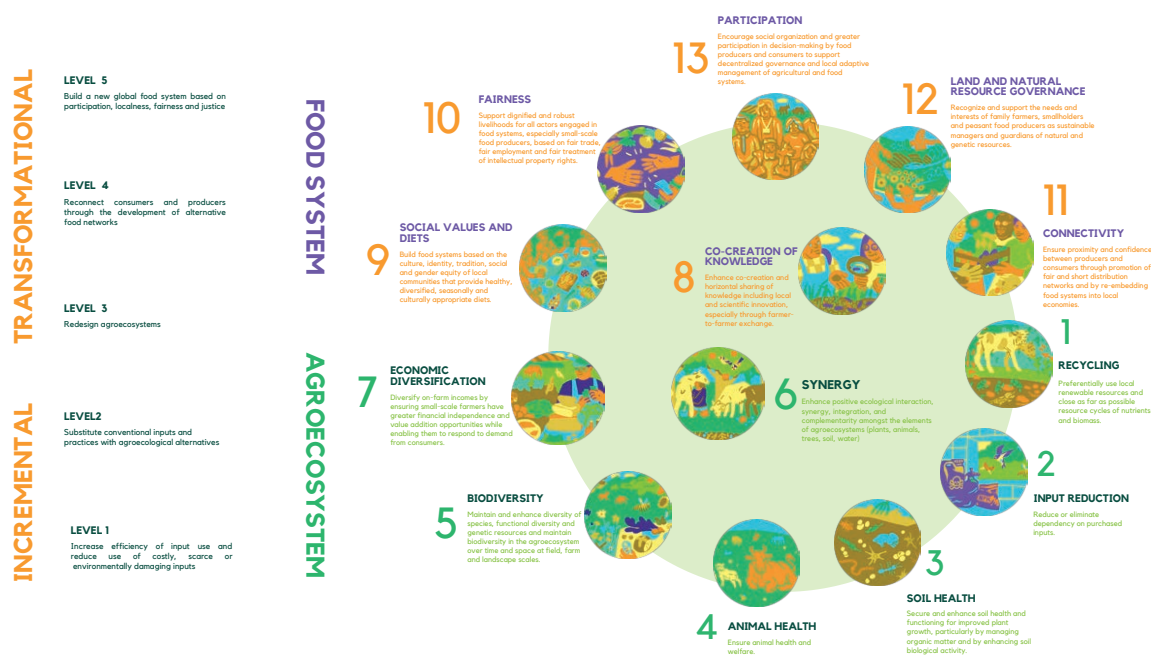 TRANSFORMATIONAL
INCREMENTAL
LEVEL 5
Build a new global food system based on
participation, localness, fairness and justice
LEVEL 4
Reconnect consumers and producers
through the development of alternative
food networks
LEVEL 3
Redesign agroecosystems
LEVEL2
Substitute conventional inputs and
practices with agroecological alternatives
LEVEL 1
Increase efficiency of input use and
reduce use of costly, scarce or
environmentally damaging inputs
FOOD SYSTEM
AGROECOSYSTEM
13
PARTICIPATION
Encourage social organization and greater
participation in decision-making by food
producers and consumers to support
decentralized governance and local adaptive
management of agricultural and food
systems.
12
LAND AND NATURAL
RESOURCE GOVERNANCE
Recognize and support the needs and
interests of family farmers, smallholders
and peasant food producers as sustainable
managers and guardians of natural and
genetic resources.
10
FAIRNESS
Support dignified and robust
livelihoods for all actors engaged in
food systems, especially small-scale
food producers, based on fair trade,
fair employment and fair treatment
of intellectual property rights.
11
CONNECTIVITY
Ensure proximity and confidence
between producers and
consumers through promotion of
fair and short distribution
networks and by re-embedding
food systems into local
economies.
9
SOCIAL VALUES AND
DIETS
Build food systems based on the
culture, identity, tradition, social
and gender equity of local
communities that provide healthy,
diversified, seasonally and
culturally appropriate diets.
8
CO-CREATION OF
KNOWLEDGE
Enhance co-creation and
horizontal sharing of
knowledge including local
and scientific innovation,
especially through farmer-
to-farmer exchange.
1
RECYCLING
Preferentially use local
renewable resources and
close as far as possible
resource cycles of nutrients
and biomass.
7
ECONOMIC
DIVERSIFICATION
Diversify on-farm incomes by
ensuring small-scale farmers have
greater financial independence and
value addition opportunities while
enabling them to respond to demand
from consumers.
6
SYNERGY
Enhance positive ecological interaction,
synergy, integration, and
complementarity amongst the elements
of agroecosystems (plants, animals,
trees, soil, water)
2
INPUT REDUCTION
Reduce or eliminate
dependency on purchased
inputs.
5
BIODIVERSITY
Maintain and enhance diversity of
species, functional diversity and
genetic resources and maintain
biodiversity in the agroecosystem
over time and space at field, farm
and landscape scales.
3
SOIL HEALTH
Secure and enhance soil health and
functioning for improved plant
growth, particularly by managing
organic matter and by enhancing soil
biological activity.
4
ANIMAL HEALTH
Ensure animal health and
welfare.